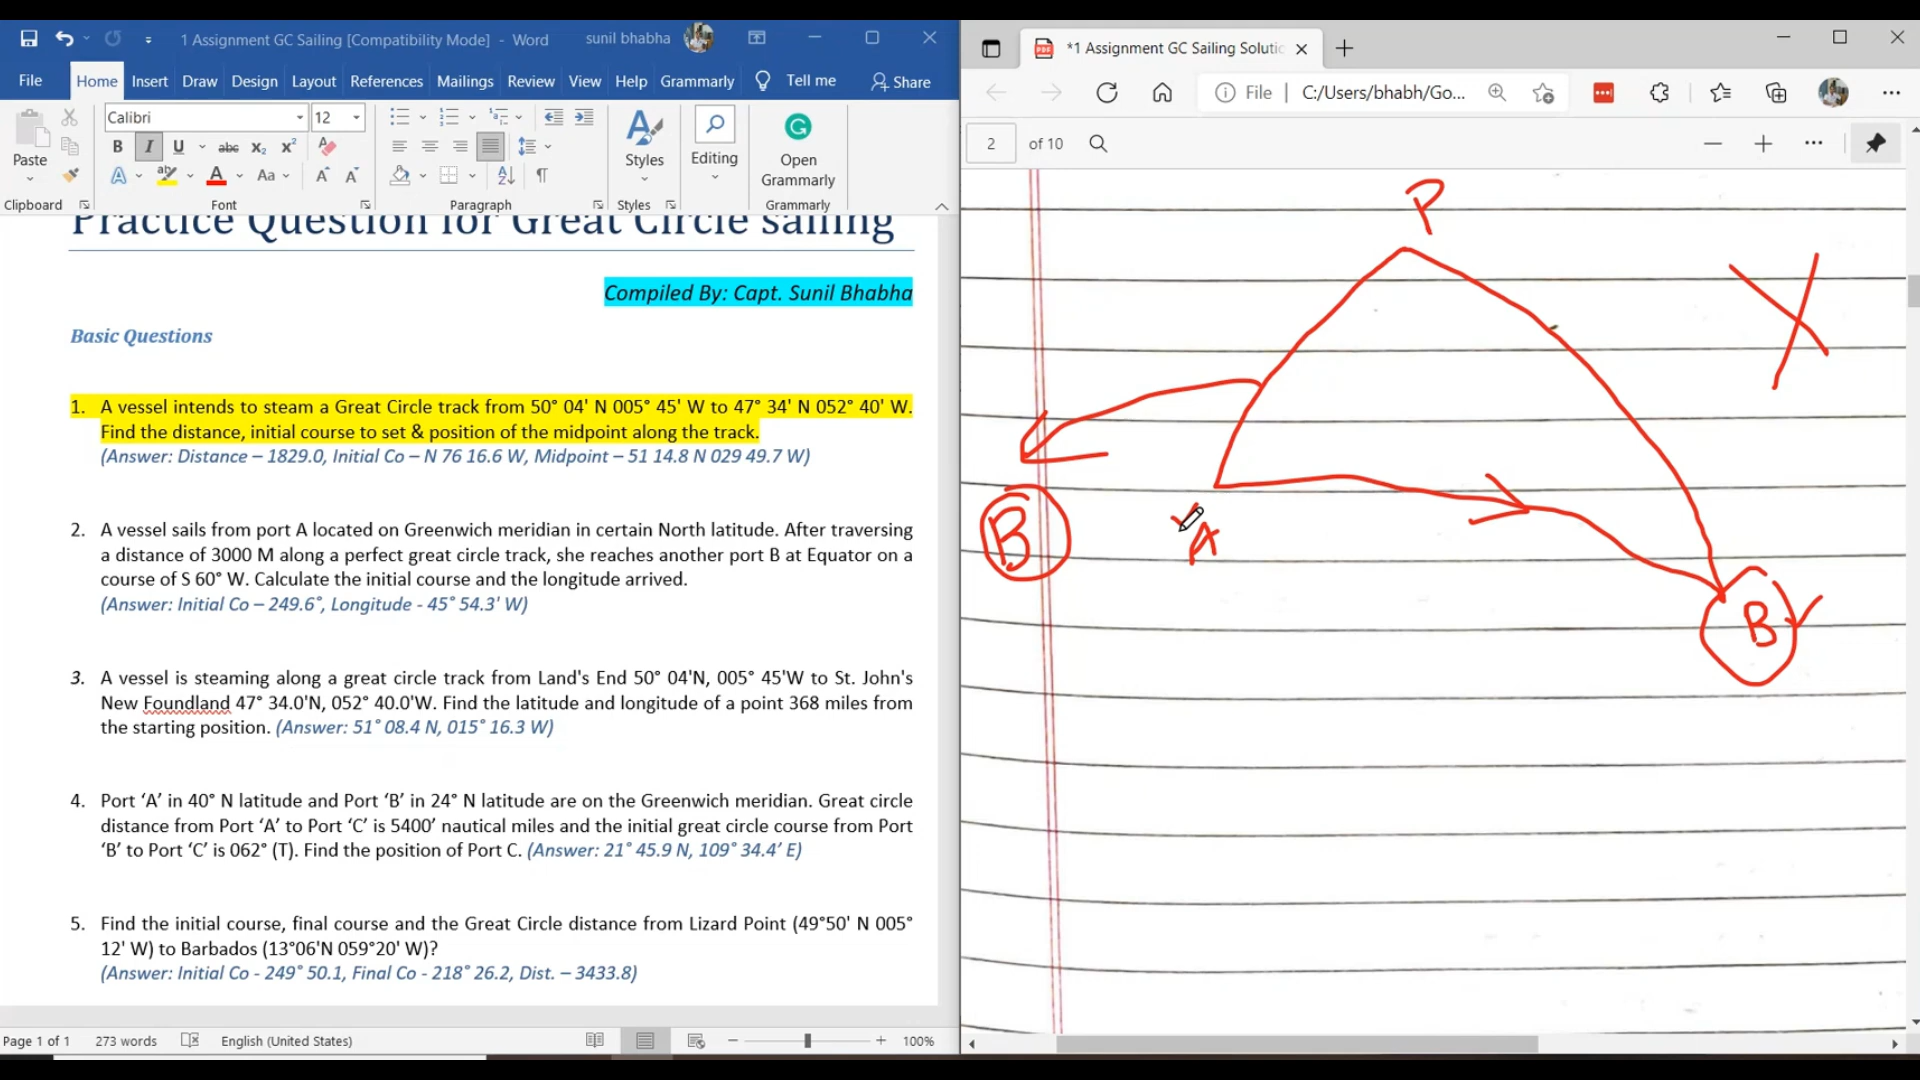 1 Assignment GC Sailing [Compatibility Mode] - Word
sunil bhabha
File Home Insert Draw Design Layout References Mailings Review View Help Grammarly Tell me Share
Paste
Calibri 12
B I U abc x₂ x²
A A Aa A A
Styles
Editing
Open
Grammarly
Clipboard Font Paragraph Styles Grammarly
Practice Question for Great Circle sailing
Compiled By: Capt. Sunil Bhabha
Basic Questions
1. A vessel intends to steam a Great Circle track from 50° 04' N 005° 45' W to 47° 34' N 052° 40' W.
Find the distance, initial course to set & position of the midpoint along the track.
(Answer: Distance – 1829.0, Initial Co – N 76 16.6 W, Midpoint – 51 14.8 N 029 49.7 W)
2. A vessel sails from port A located on Greenwich meridian in certain North latitude. After traversing
a distance of 3000 M along a perfect great circle track, she reaches another port B at Equator on a
course of S 60° W. Calculate the initial course and the longitude arrived.
(Answer: Initial Co – 249.6°, Longitude - 45° 54.3' W)
3. A vessel is steaming along a great circle track from Land's End 50° 04'N, 005° 45'W to St. John's
New Foundland 47° 34.0'N, 052° 40.0'W. Find the latitude and longitude of a point 368 miles from
the starting position. (Answer: 51° 08.4 N, 015° 16.3 W)
4. Port ‘A’ in 40° N latitude and Port ‘B’ in 24° N latitude are on the Greenwich meridian. Great circle
distance from Port ‘A’ to Port ‘C’ is 5400’ nautical miles and the initial great circle course from Port
‘B’ to Port ‘C’ is 062° (T). Find the position of Port C. (Answer: 21° 45.9 N, 109° 34.4’ E)
5. Find the initial course, final course and the Great Circle distance from Lizard Point (49°50' N 005°
12' W) to Barbados (13°06'N 059°20' W)?
(Answer: Initial Co - 249° 50.1, Final Co - 218° 26.2, Dist. – 3433.8)
Page 1 of 1 273 words English (United States) 100%
*1 Assignment GC Sailing Solutic
File C:/Users/bhabh/Go...
2 of 10
P
B
A
B